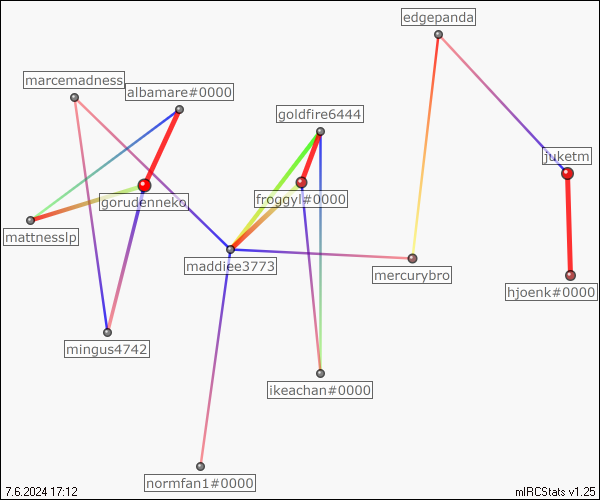 edgepanda
marcemadness
albamare#0000
goldfire6444
juketm
gorudenneko
froggyl#0000
mattnesslp
maddiee3773
mercurybro
hjoenk#0000
mingus4742
ikeachan#0000
normfan1#0000
7.6.2024 17:12
mIRCStats v1.25